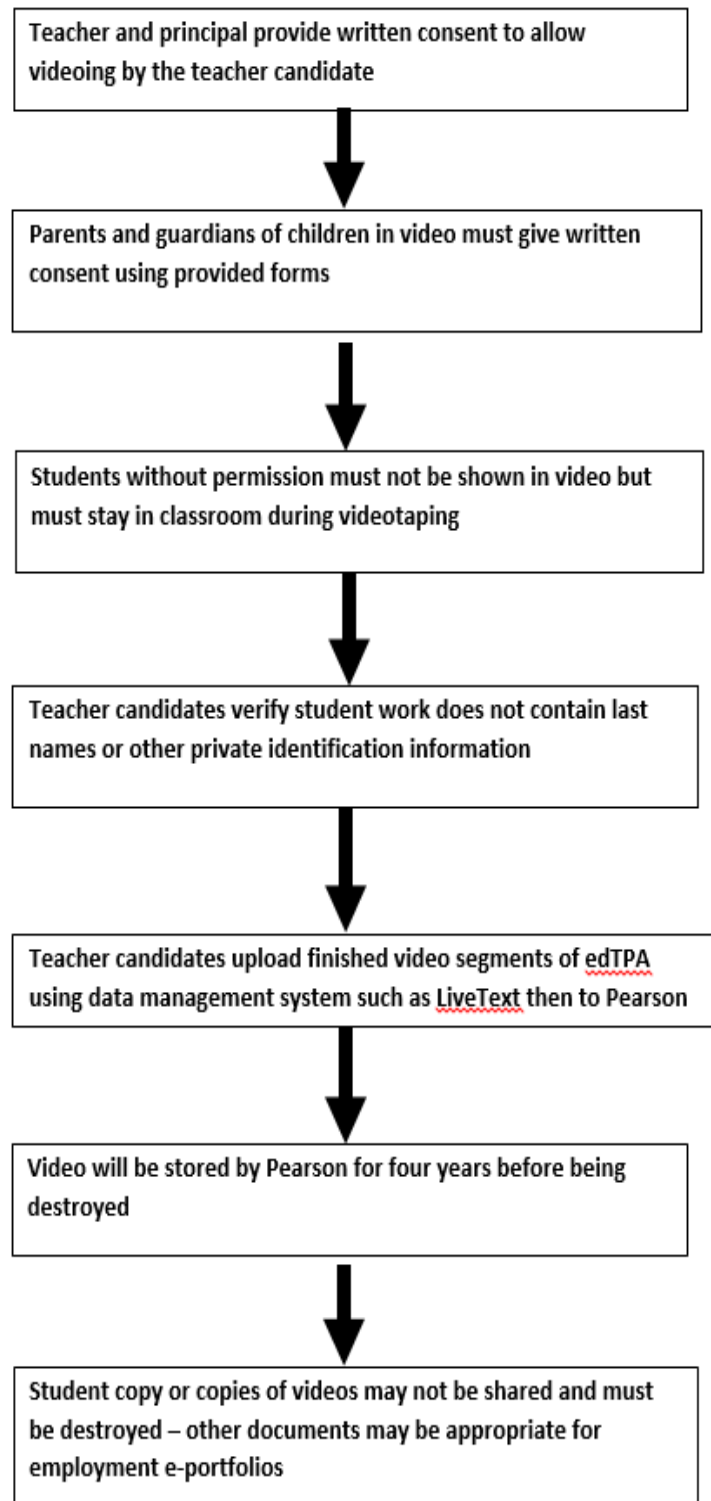 Teacher and principal provide written consent to allow
videoing by the teacher candidate
Parents and guardians of children in video must give written
consent using provided forms
Students without permission must not be shown in video but
must stay in classroom during videotaping
Teacher candidates verify student work does not contain last
names or other private identification information
Teacher candidates upload finished video segments of edTPA
using data management system such as LiveText then to Pearson
Video will be stored by Pearson for four years before being
destroyed
Student copy or copies of videos may not be shared and must
be destroyed – other documents may be appropriate for
employment e-portfolios